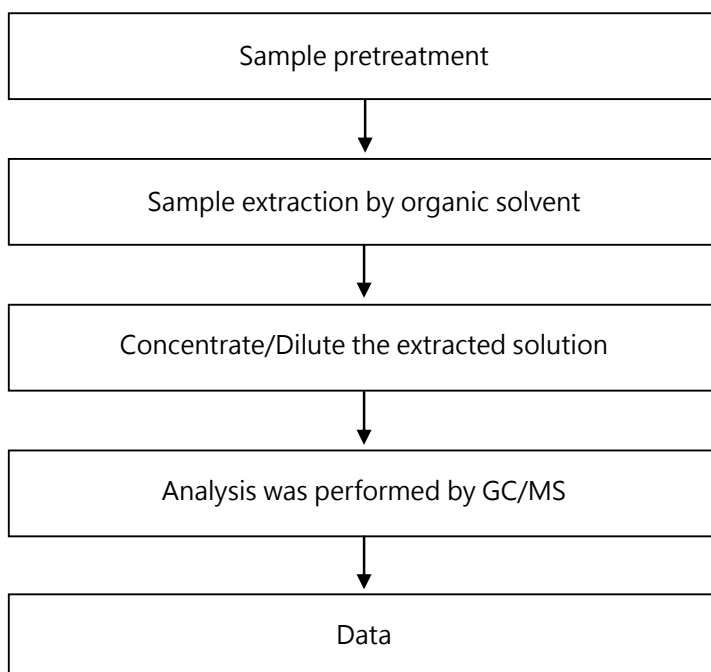 Sample pretreatment
Sample extraction by organic solvent
Concentrate/Dilute the extracted solution
Analysis was performed by GC/MS
Data